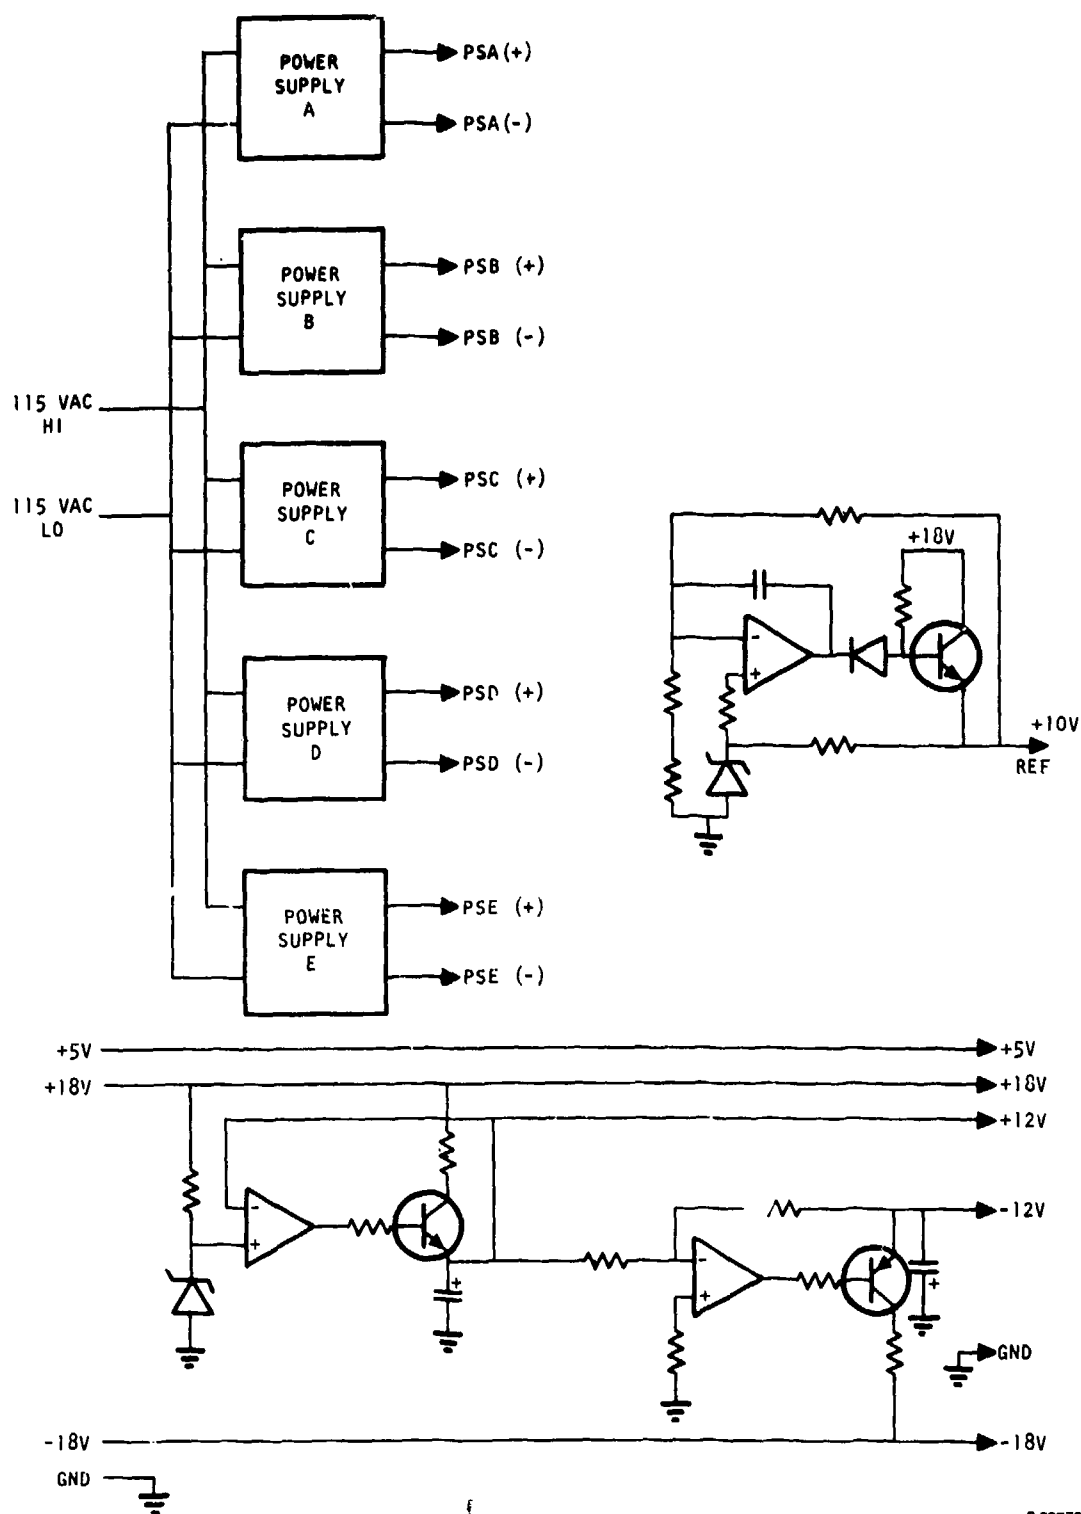 POWER
SUPPLY
A
PSA (+)
PSA (-)
POWER
SUPPLY
B
PSB (+)
PSB (-)
115 VAC
HI
115 VAC
LO
POWER
SUPPLY
C
PSC (+)
PSC (-)
POWER
SUPPLY
D
PSD (+)
PSD (-)
POWER
SUPPLY
E
PSE (+)
PSE (-)
+18V
-
+
+10V
REF
+5V
+5V
+18V
+18V
+12V
-
+
+
-12V
-
+
+
GND
-18V
-18V
GND